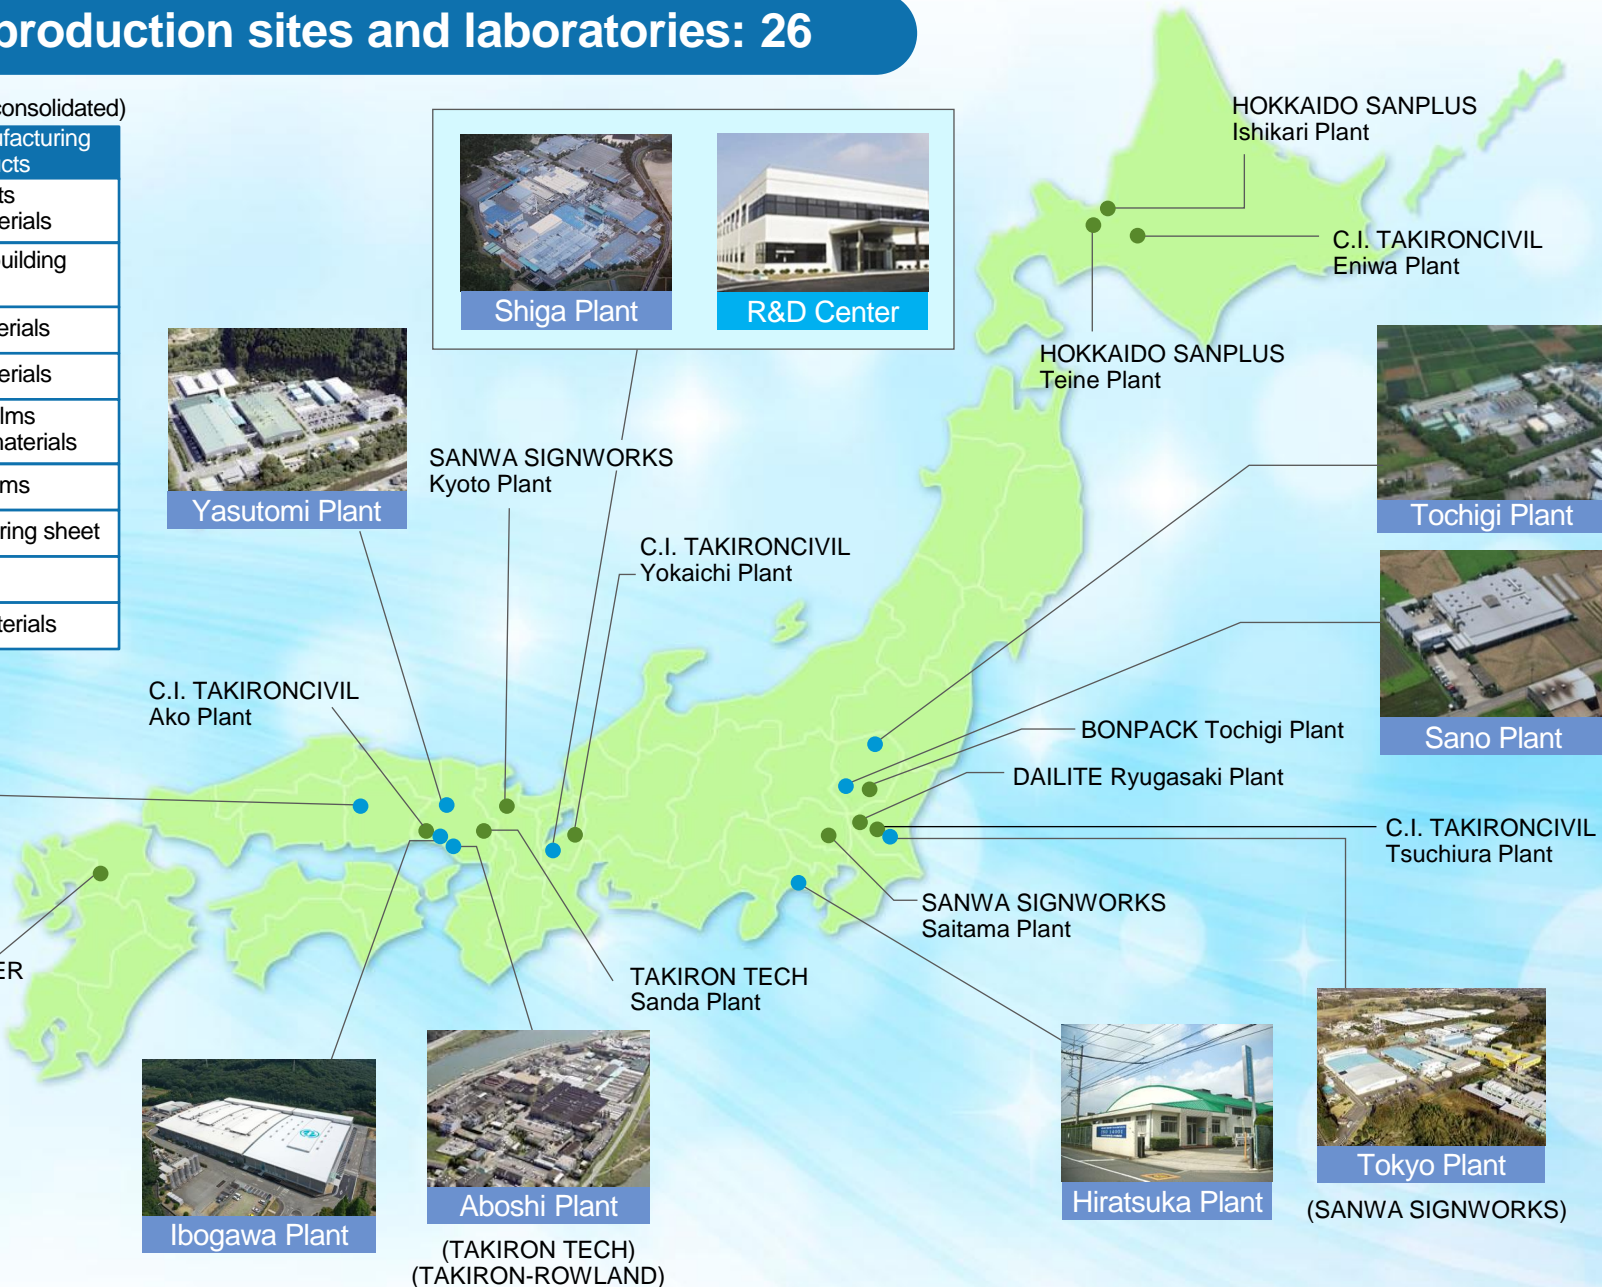 production sites and laboratories: 26
consolidated)
ufacturing
ucts
ts
erials
building
erials
erials
lms
materials
ms
ring sheet
terials
Shiga Plant
R&D Center
HOKKAIDO SANPLUS
Ishikari Plant
C.I. TAKIRONCIVIL
Eniwa Plant
HOKKAIDO SANPLUS
Teine Plant
Yasutomi Plant
SANWA SIGNWORKS
Kyoto Plant
C.I. TAKIRONCIVIL
Yokaichi Plant
Tochigi Plant
Sano Plant
C.I. TAKIRONCIVIL
Ako Plant
BONPACK Tochigi Plant
DAILITE Ryugasaki Plant
C.I. TAKIRONCIVIL
Tsuchiura Plant
SANWA SIGNWORKS
Saitama Plant
ER
TAKIRON TECH
Sanda Plant
Ibogawa Plant
Aboshi Plant
(TAKIRON TECH)
(TAKIRON-ROWLAND)
Hiratsuka Plant
Tokyo Plant
(SANWA SIGNWORKS)